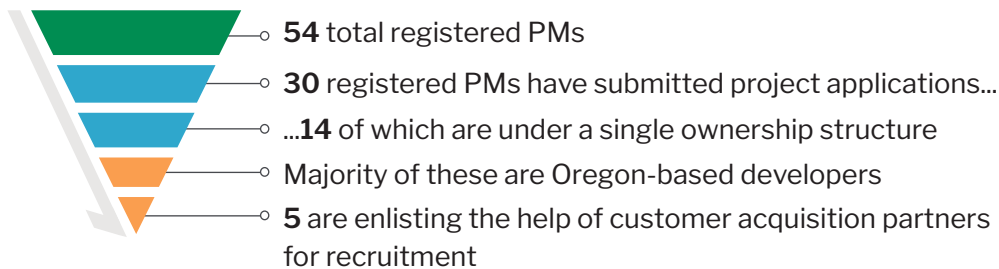 54 total registered PMs
30 registered PMs have submitted project applications...
...14 of which are under a single ownership structure
Majority of these are Oregon-based developers
5 are enlisting the help of customer acquisition partners
for recruitment